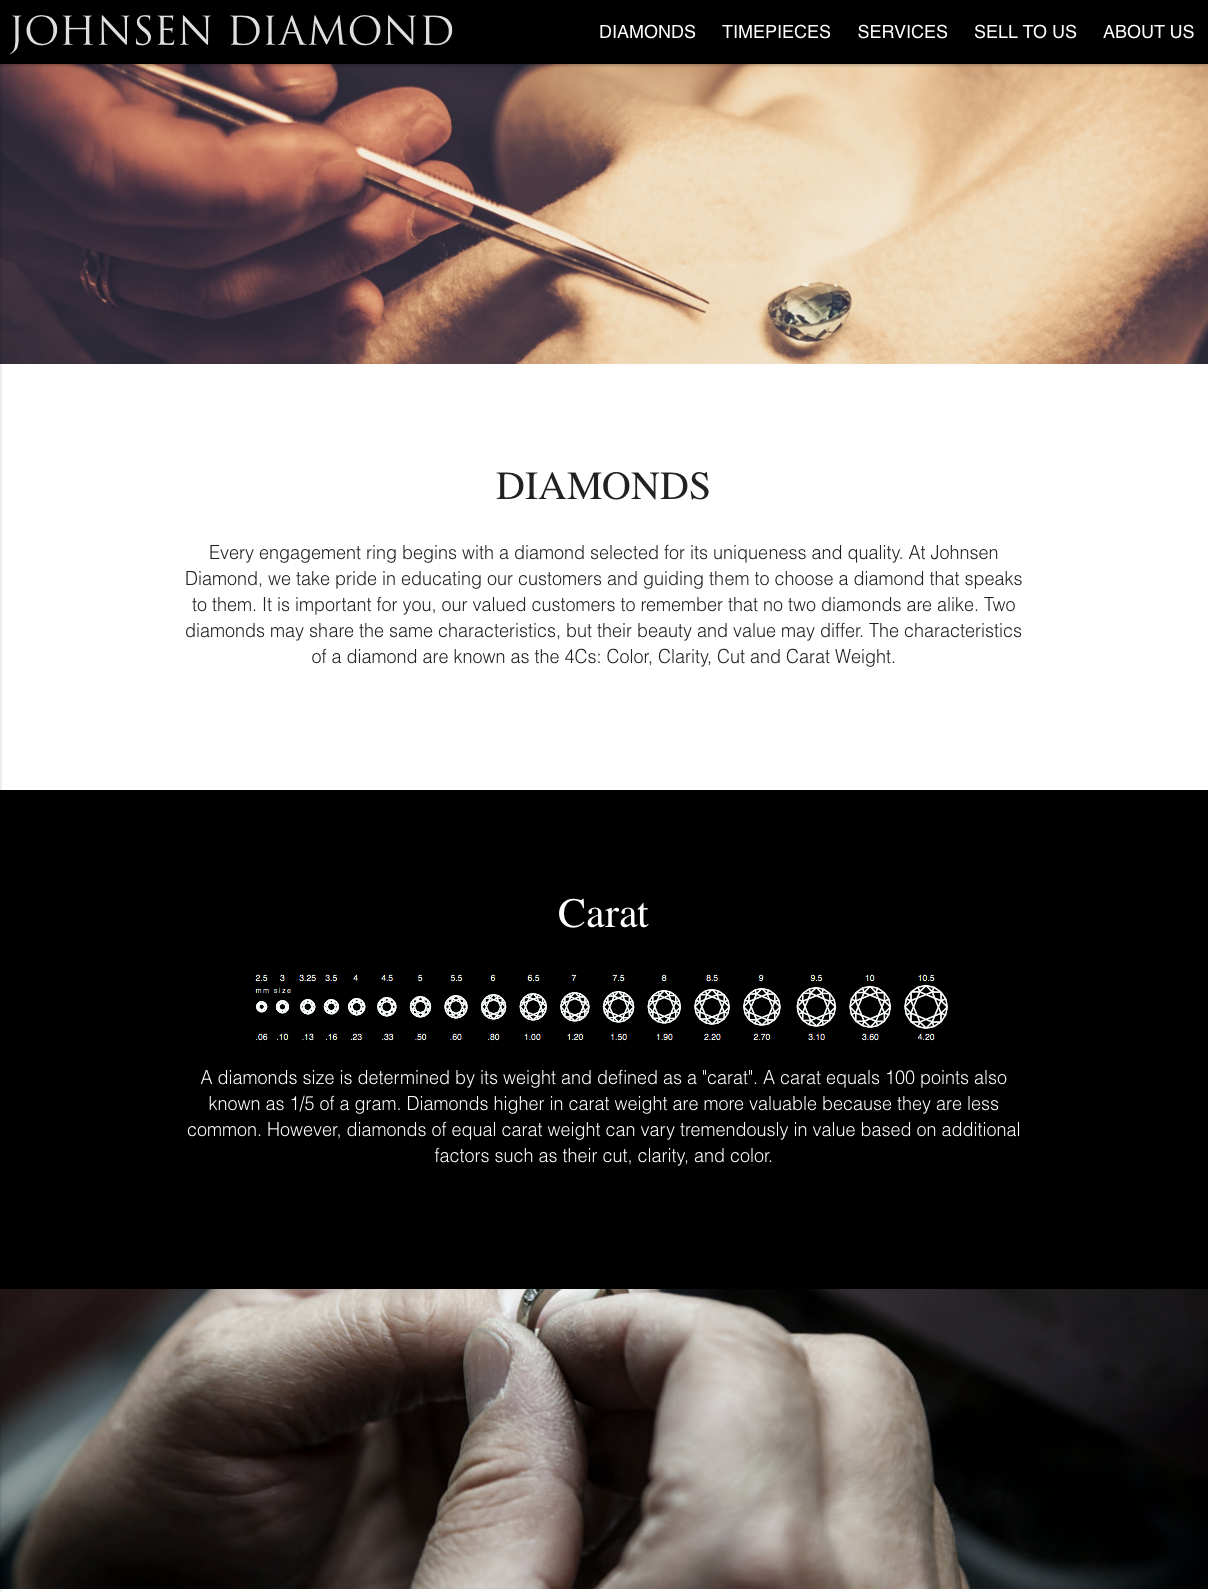 JOHNSEN DIAMOND
DIAMONDS TIMEPIECES SERVICES SELL TO US ABOUT US
DIAMONDS
Every engagement ring begins with a diamond selected for its uniqueness and quality. At Johnsen
Diamond, we take pride in educating our customers and guiding them to choose a diamond that speaks
to them. It is important for you, our valued customers to remember that no two diamonds are alike. Two
diamonds may share the same characteristics, but their beauty and value may differ. The characteristics
of a diamond are known as the 4Cs: Color, Clarity, Cut and Carat Weight.
Carat
2.5 3 3.25 3.5 4 4.5 5 5.5 6 6.5 7 7.5 8 8.5 9 9.5 10 10.5
mm size
.06 .10 .13 .16 .23 .33 .50 .60 .80 1.00 1.20 1.50 1.90 2.20 2.70 3.10 3.60 4.20
A diamonds size is determined by its weight and defined as a "carat". A carat equals 100 points also
known as 1/5 of a gram. Diamonds higher in carat weight are more valuable because they are less
common. However, diamonds of equal carat weight can vary tremendously in value based on additional
factors such as their cut, clarity, and color.